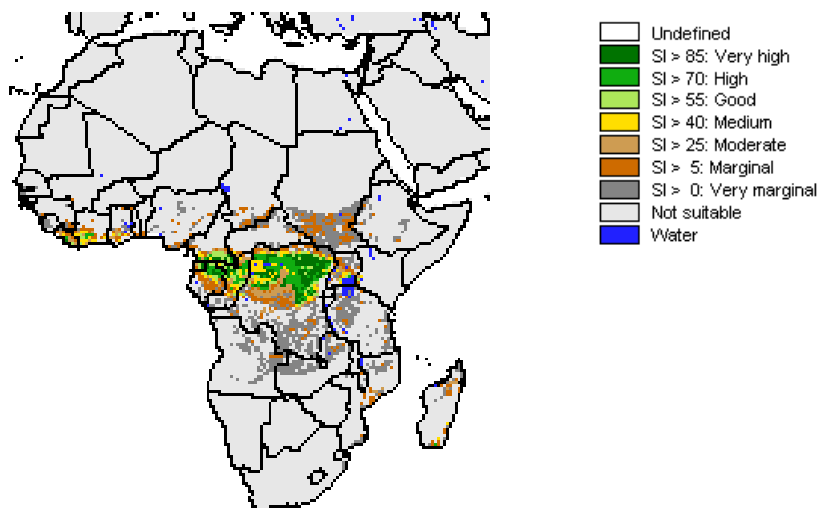 Undefined
SI > 85: Very high
SI > 70: High
SI > 55: Good
SI > 40: Medium
SI > 25: Moderate
SI >  5: Marginal
SI >  0: Very marginal
Not suitable
Water